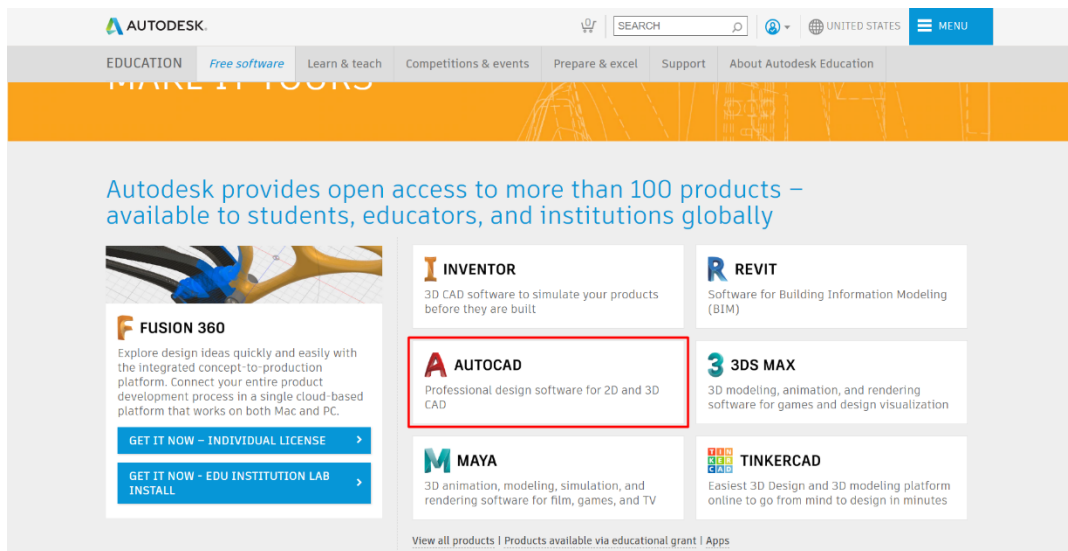 AUTODESK.
0
SEARCH
UNITED STATES
MENU
EDUCATION
Free software
Learn & teach
Competitions & events
Prepare & excel
Support
About Autodesk Education
MAKE IT YOURS
Autodesk provides open access to more than 100 products –
available to students, educators, and institutions globally
F FUSION 360
Explore design ideas quickly and easily with
the integrated concept-to-production
platform. Connect your entire product
development process in a single cloud-based
platform that works on both Mac and PC.
GET IT NOW – INDIVIDUAL LICENSE
GET IT NOW - EDU INSTITUTION LAB
INSTALL
I INVENTOR
3D CAD software to simulate your products
before they are built
R REVIT
Software for Building Information Modeling
(BIM)
A AUTOCAD
Professional design software for 2D and 3D
CAD
3 3DS MAX
3D modeling, animation, and rendering
software for games and design visualization
M MAYA
3D animation, modeling, simulation, and
rendering software for film, games, and TV
TIN
KER
CAD
TINKERCAD
Easiest 3D Design and 3D modeling platform
online to go from mind to design in minutes
View all products | Products available via educational grant | Apps